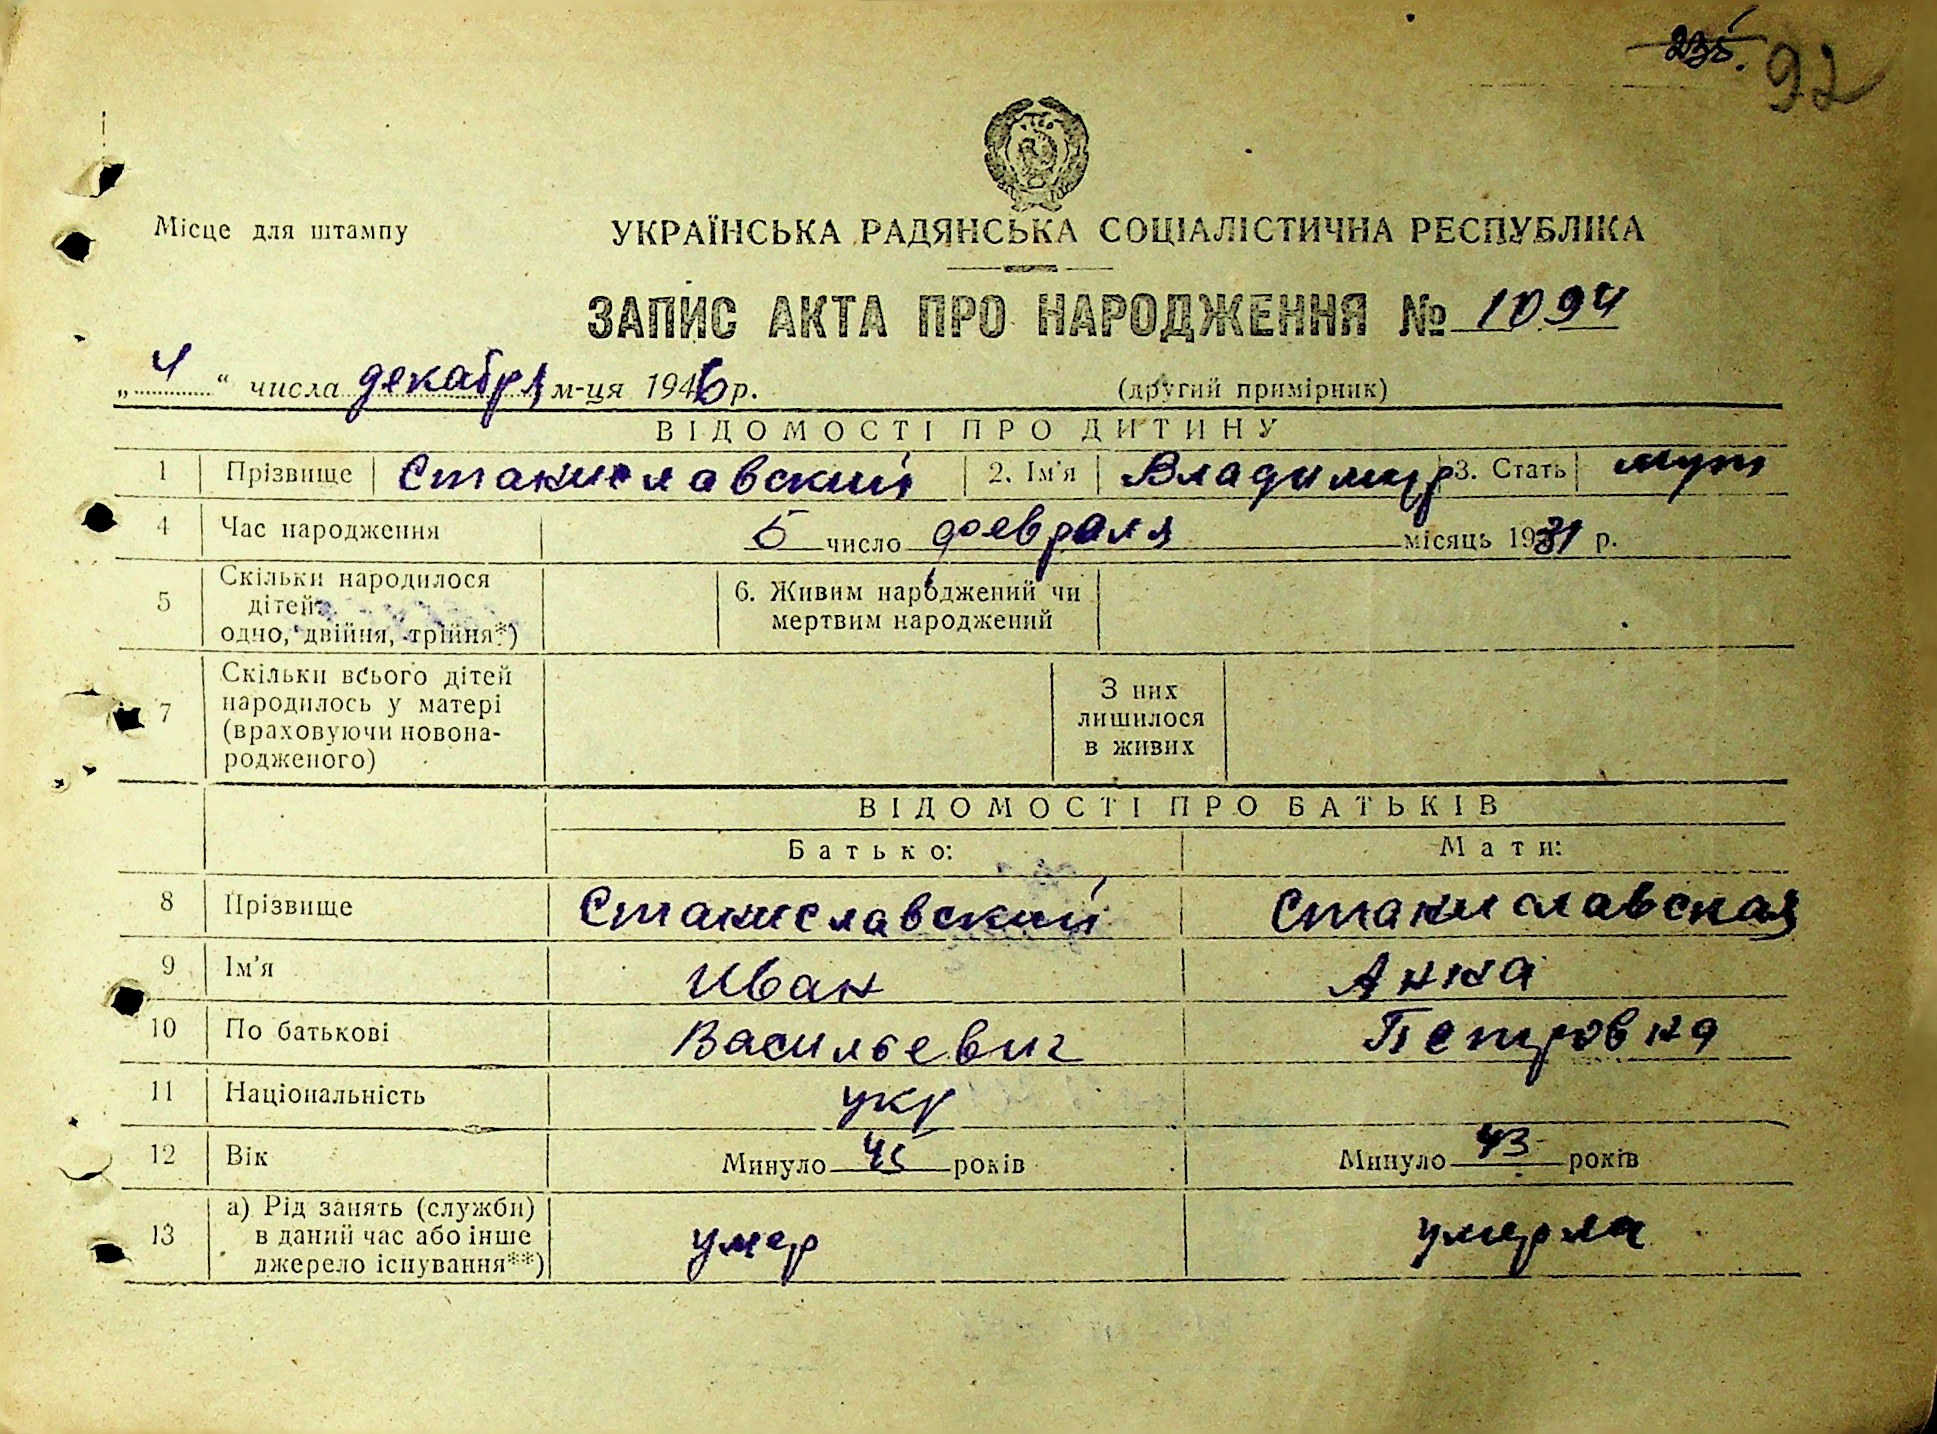 235.
92
Місце для штампу
УКРАЇНСЬКА РАДЯНСЬКА СОЦІАЛІСТИЧНА РЕСПУБЛІКА
ЗАПИС АКТА ПРО НАРОДЖЕННЯ № 1094
„4“ числа декабря м-ця 1946 р. (другий примірник)
ВІДОМОСТІ ПРО ДИТИНУ
1 Прізвище Станиславский 2. Ім'я Владимир 3. Стать муж
4 Час народження 5 число февраля місяць 1931 р.
5 Скільки народилося
дітей:
одно, двійня, трійня*)
6. Живим народжений чи
мертвим народжений
7 Скільки всього дітей
народилось у матері
(враховуючи новона-
родженого)
З них
лишилося
в живих
ВІДОМОСТІ ПРО БАТЬКІВ
Батько: Мати:
8 Прізвище Станиславский Станиславская
9 Ім'я Иван Анна
10 По батькові Васильевич Петровна
11 Національність укр
12 Вік Минуло 45 років Минуло 43 років
13 а) Рід занять (служби)
в даний час або інше
джерело існування**)
умер умерла